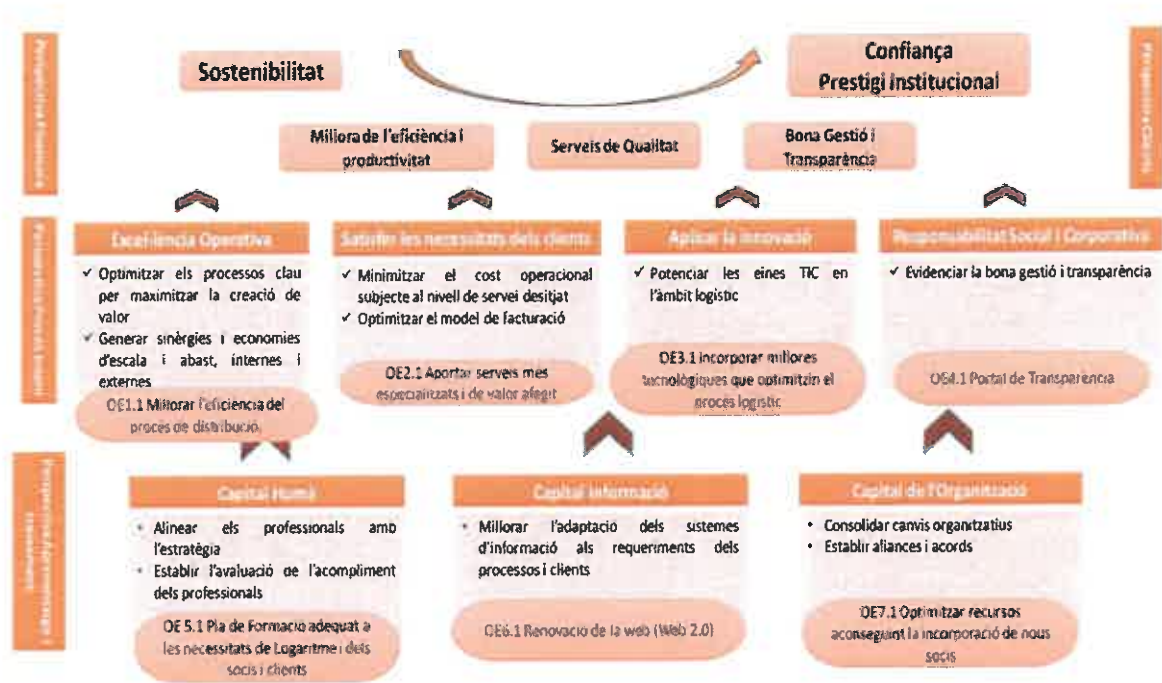 Perspectiva Financera
Sostenibilitat
Confiança
Prestigi Institucional
Millora de l'eficiència i
productivitat
Serveis de Qualitat
Bona Gestió i
Transparència
Excel·lència Operativa
✓ Optimitzar els processos clau
per maximitzar la creació de
valor
✓ Generar sinèrgies i economies
d'escala i abast, internes i
externes
OE1.1 Millorar l'eficiencia del
procés de distribució.
Satisfer les necessitats dels clients
✓ Minimitzar el cost operacional
subjecte al nivell de servei desitjat
✓ Optimitzar el model de facturació
OE2.1 Aportar serveis més
especialitzats i de valor afegit
Aplicar la innovació
✓ Potenciar les eines TIC en
l'àmbit logístic
OE3.1 Incorporar millores
tecnològiques que optimitzin el
procés logístic
Responsabilitat Social i Corporativa
✓ Evidenciar la bona gestió i transparència
OE4.1 Portal de Transparencia
Capital Humà
• Alinear els professionals amb
l'estratègia
• Establir l'avaluació de l'acompliment
dels professionals
OE 5.1 Pla de Formació adequat a
les necessitats de Logaritme i dels
socis i clients
Capital Informació
• Millorar l'adaptació dels sistemes
d'informació als requeriments dels
processos i clients
OE6.1 Renovació de la web (Web 2.0)
Capital de l'Organització
• Consolidar canvis organitzatius
• Establir aliances i acords
OE7.1 Optimitzar recursos
aconseguint la incorporació de nous
socis